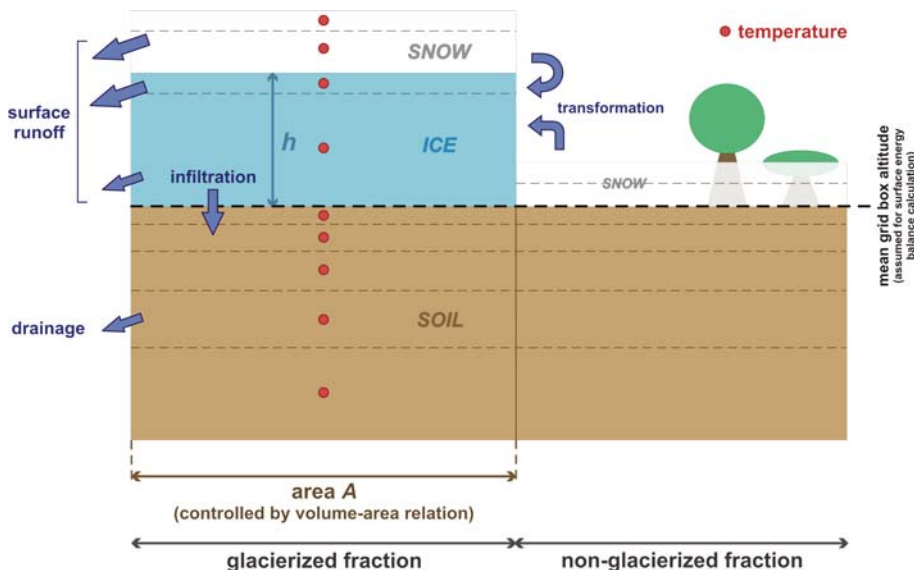 temperature
SNOW
surface
runoff
transformation
h
ICE
infiltration
SNOW
mean grid box altitude
(assumed for surface energy
balance calculation)
drainage
SOIL
area A
(controlled by volume-area relation)
glacierized fraction
non-glacierized fraction